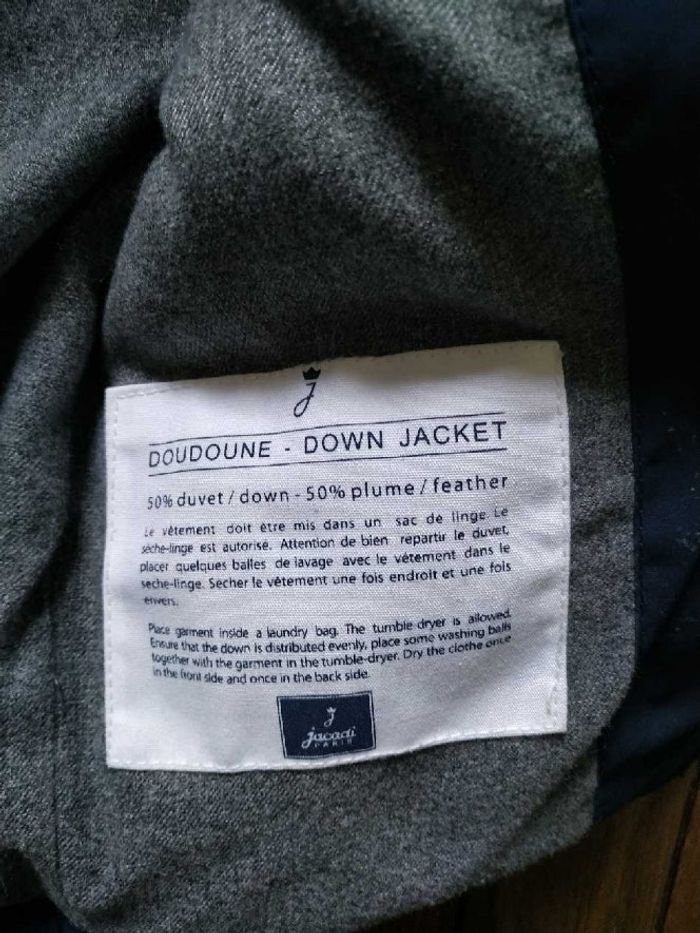 J
DOUDOUNE - DOWN JACKET
50% duvet / down - 50% plume / feather
Le vêtement doit etre mis dans un sac de linge. Le
sèche-linge est autorisé. Attention de bien repartir le duvet,
placer quelques balles de lavage avec le vêtement dans le
seche-linge. Secher le vêtement une fois endroit et une fois
envers.
Place garment inside a laundry bag. The tumble dryer is allowed.
Ensure that the down is distributed evenly, place some washing balls
together with the garment in the tumble-dryer. Dry the clothe once
in the front side and once in the back side.
J
jacadi
PARIS